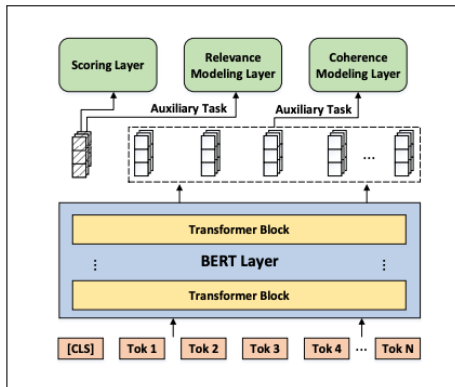 Scoring Layer
Relevance
Modeling Layer
Coherence
Modeling Layer
Auxiliary Task
Auxiliary Task
...
Transformer Block
...
BERT Layer
...
Transformer Block
[CLS]
Tok 1
Tok 2
Tok 3
Tok 4
...
Tok N